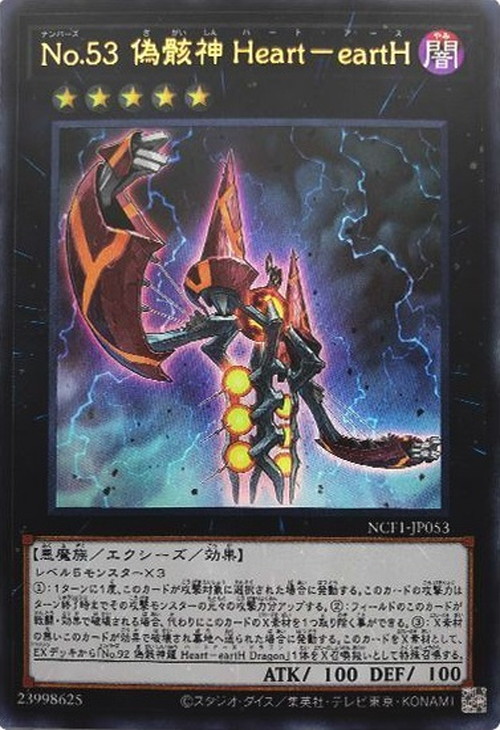 ナンバーズ ざがいしん ハート アース
No.53 偽骸神 Heart－eartH
やみ
闇
NCF1-JP053
【悪魔族／エクシーズ／効果】
レベル５モンスター×３
①：１ターンに１度、このカードが攻撃対象に選択された場合に発動する。このカードの攻撃力は
ターン終了時までその攻撃モンスターの元々の攻撃力分アップする。②：フィールドのこのカードが
戦闘・効果で破壊される場合、代わりにこのカードのX素材を１つ取り除く事ができる。③：X素材
の無いこのカードが効果で破壊され墓地へ送られた場合に発動する。このカードをX素材として、
EXデッキから「No.92 偽骸神龍 Heart－eartH Dragon」１体をX召喚扱いとして特殊召喚する。
ATK/ 100 DEF/ 100
23998625
©スタジオ・ダイス／集英社・テレビ東京・KONAMI